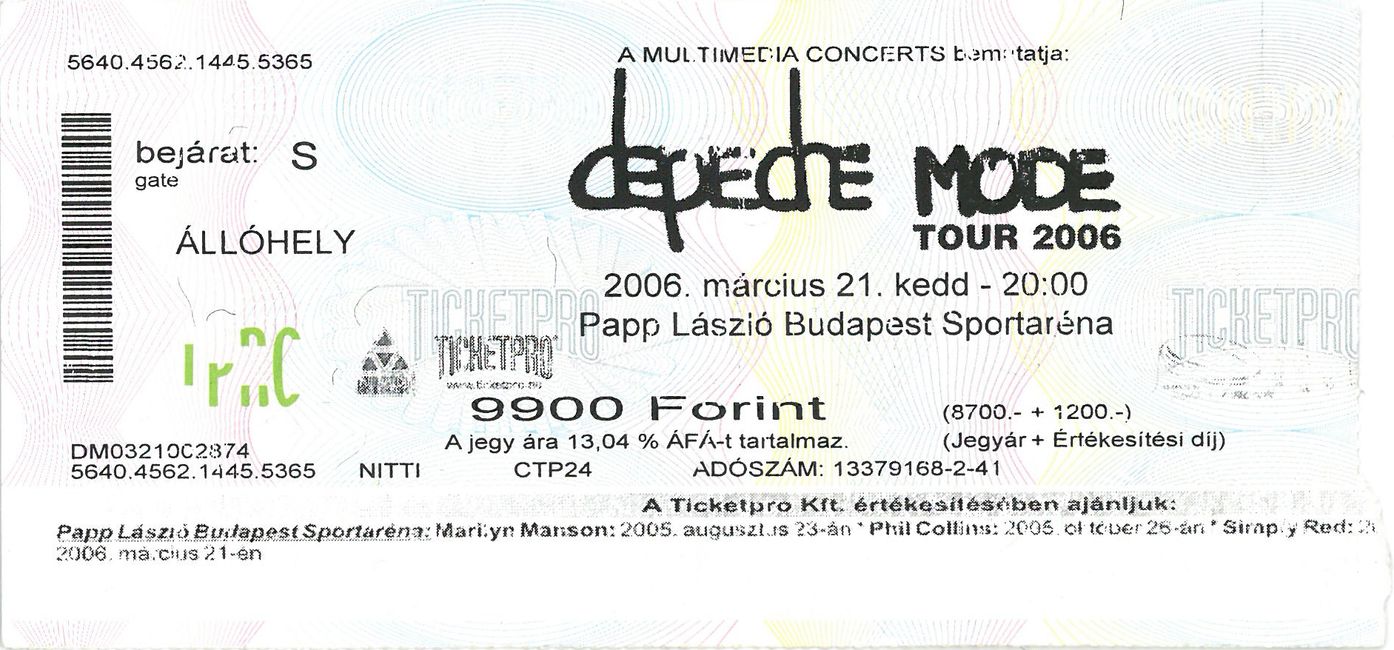 5640.4562.1445.5365
A MULTIMEDIA CONCERTS bemutatja:
bejárat: S
gate
depeche MODE
TOUR 2006
ÁLLÓHELY
2006. március 21. kedd - 20:00
Papp László Budapest Sportaréna
TICKETPRO TICKETPRO
TICKETPRO
www.ticketpro.hu
9900 Forint (8700.- + 1200.-)
A jegy ára 13,04 % ÁFÁ-t tartalmaz. (Jegyár + Értékesítési díj)
DM0321002874
5640.4562.1445.5365 NITTI CTP24 ADÓSZÁM: 13379168-2-41
A Ticketpro Kft. értékesítésében ajánljuk:
Papp László Budapest Sportaréna: Marilyn Manson: 2005. augusztus 23-án * Phil Collins: 2005. október 26-án * Simply Red:
2006. március 21-én